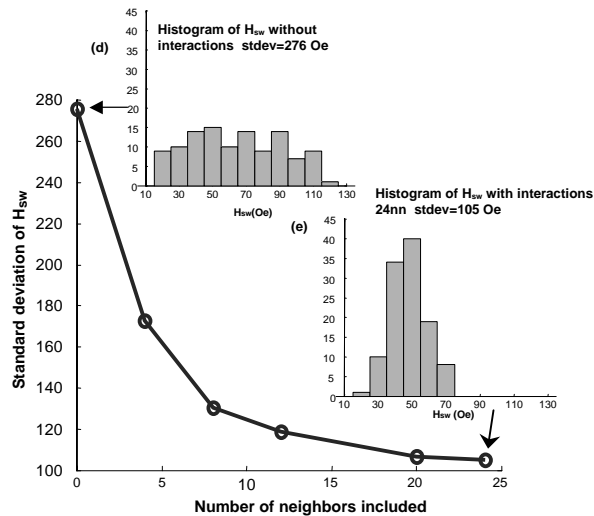 (d)
Histogram of Hsw without
interactions stdev=276 Oe
45
40
35
30
25
20
15
10
5
0
10 30 50 70 90 110 130
Hsw(Oe)
(e)
Histogram of Hsw with interactions
24nn stdev=105 Oe
45
40
35
30
25
20
15
10
5
0
10 30 50 70 90 110 130
Hsw (Oe)
Standard deviation of Hsw
280
260
240
220
200
180
160
140
120
100
0 5 10 15 20 25
Number of neighbors included